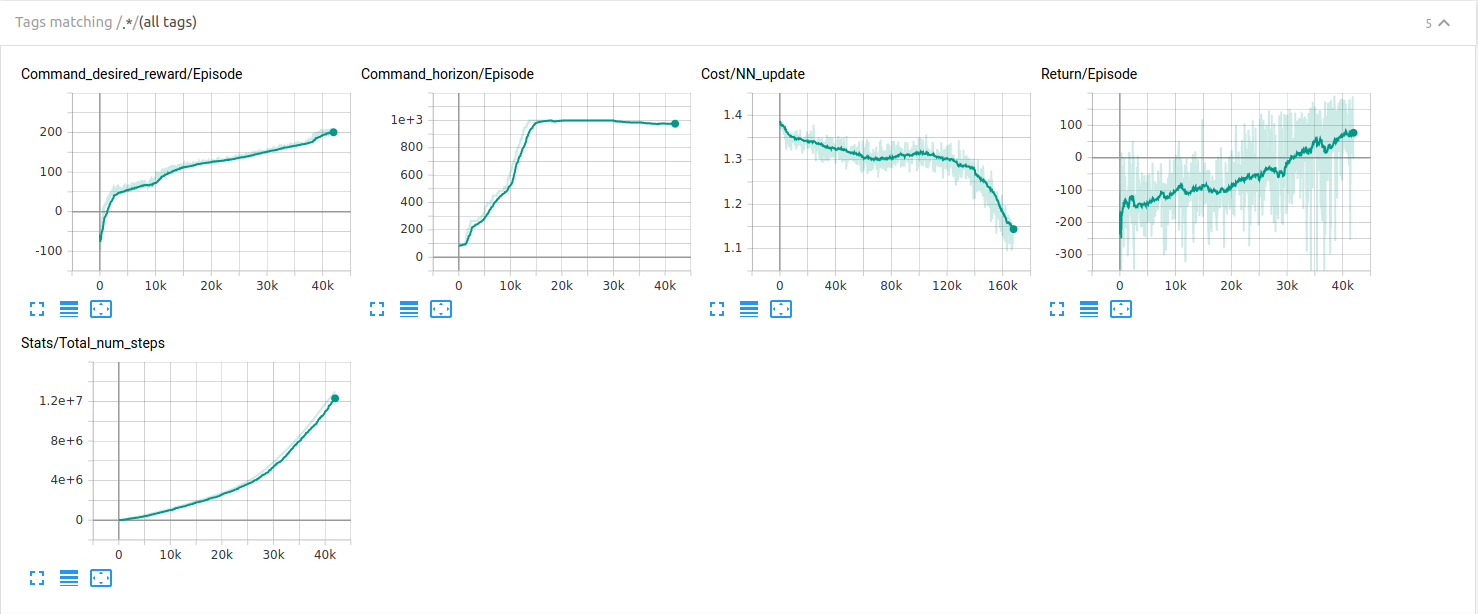 Tags matching /.*/(all tags) 5
Command_desired_reward/Episode
200
100
0
-100
0 10k 20k 30k 40k
Command_horizon/Episode
1e+3
800
600
400
200
0
0 10k 20k 30k 40k
Cost/NN_update
1.4
1.3
1.2
1.1
0 40k 80k 120k 160k
Return/Episode
100
0
-100
-200
-300
0 10k 20k 30k 40k
Stats/Total_num_steps
1.2e+7
8e+6
4e+6
0
0 10k 20k 30k 40k